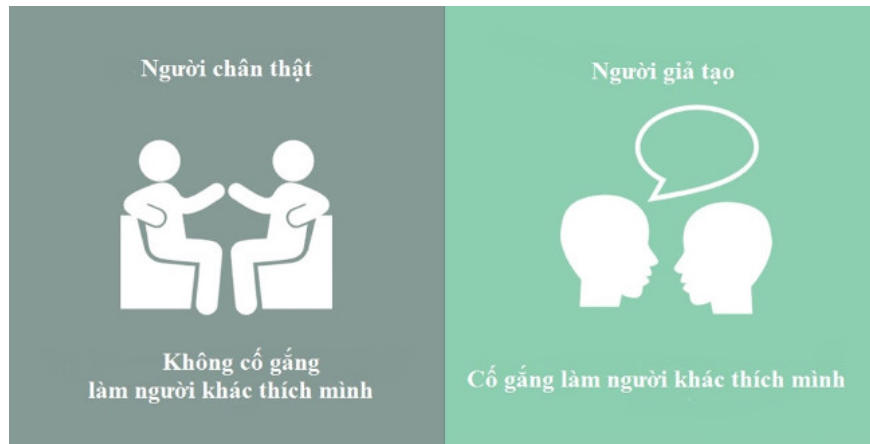 Người chân thật
Không cố gắng
làm người khác thích mình
Người giả tạo
Cố gắng làm người khác thích mình